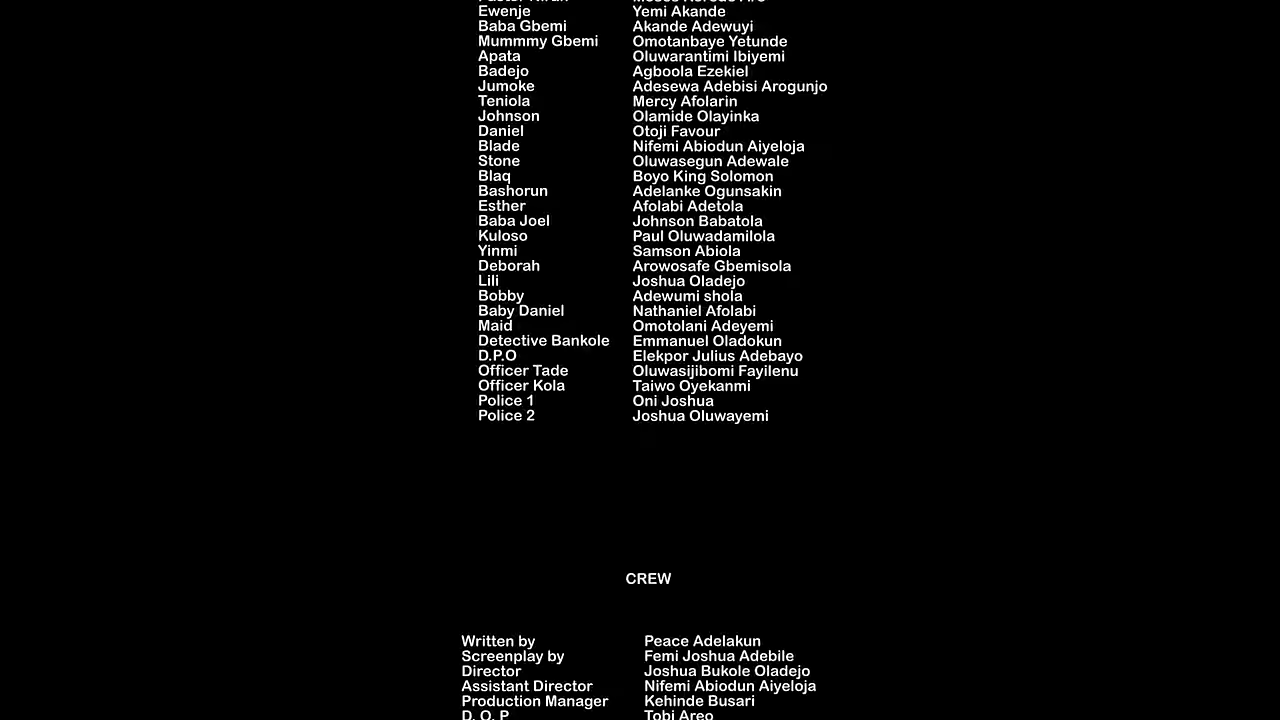 Ewenje Yemi Akande
Baba Gbemi Akande Adewuyi
Mummmy Gbemi Omotanbaye Yetunde
Apata Oluwarantimi Ibiyemi
Badejo Agboola Ezekiel
Jumoke Adesewa Adebisi Arogunjo
Teniola Mercy Afolarin
Johnson Olamide Olayinka
Daniel Otoji Favour
Blade Nifemi Abiodun Aiyeloja
Stone Oluwasegun Adewale
Blaq Boyo King Solomon
Bashorun Adelanke Ogunsakin
Esther Afolabi Adetola
Baba Joel Johnson Babatola
Kuloso Paul Oluwadamilola
Yinmi Samson Abiola
Deborah Arowosafe Gbemisola
Lili Joshua Oladejo
Bobby Adewumi shola
Baby Daniel Nathaniel Afolabi
Maid Omotolani Adeyemi
Detective Bankole Emmanuel Oladokun
D.P.O Elekpor Julius Adebayo
Officer Tade Oluwasijibomi Fayilenu
Officer Kola Taiwo Oyekanmi
Police 1 Oni Joshua
Police 2 Joshua Oluwayemi
CREW
Written by Peace Adelakun
Screenplay by Femi Joshua Adebile
Director Joshua Bukole Oladejo
Assistant Director Nifemi Abiodun Aiyeloja
Production Manager Kehinde Busari
D. O. P Tobi Areo